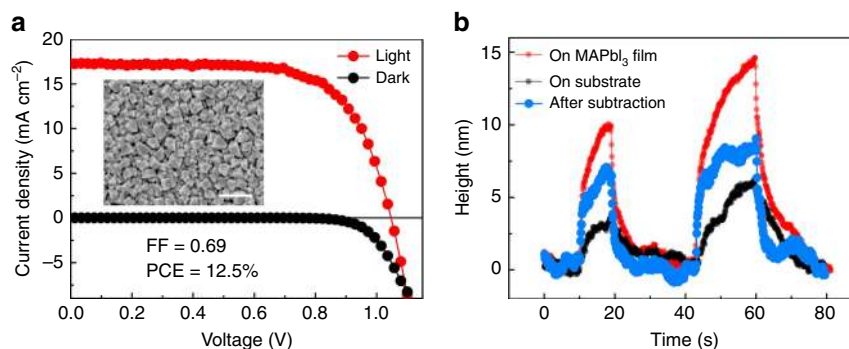 a
20
15
10
5
0
−5
Current density (mA cm−2)
Light
Dark
FF = 0.69
PCE = 12.5%
0.0
0.2
0.4
0.6
0.8
1.0
Voltage (V)
b
15
10
5
0
Height (nm)
On MAPbI3 film
On substrate
After subtraction
0
20
40
60
80
Time (s)